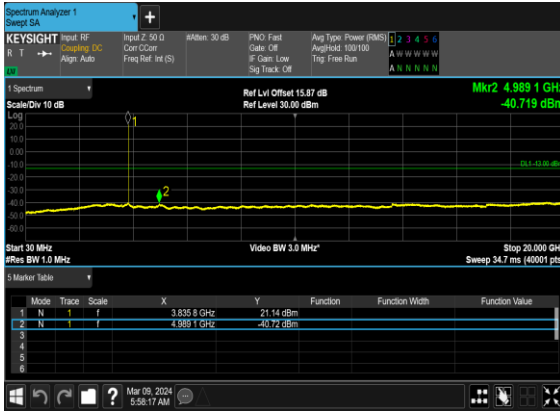 Spectrum Analyzer 1
Swept SA
+
KEYSIGHT Input: RF Input Z: 50 Ω #Atten: 30 dB PNO: Fast Avg Type: Power (RMS) 1 2 3 4 5 6
R T Coupling: DC Corr CCorr Gate: Off Avg|Hold: 100/100 A W W W W W
Align: Auto Freq Ref: Int (S) IF Gain: Low Trig: Free Run
Sig Track: Off A N N N N N
1 Spectrum Ref Lvl Offset 15.87 dB Mkr2 4.989 1 GHz
Scale/Div 10 dB Ref Level 30.00 dBm -40.719 dBm
Log
20.0
10.0
0.00
-10.0
DL1 -13.00 dBm
-20.0
-30.0
-40.0
-50.0
-60.0
1
2
Start 30 MHz Video BW 3.0 MHz* Stop 20.000 GHz
#Res BW 1.0 MHz Sweep 34.7 ms (40001 pts)
5 Marker Table
Mode Trace Scale X Y Function Function Width Function Value
1 N 1 f 3.835 8 GHz 21.14 dBm
2 N 1 f 4.989 1 GHz -40.72 dBm
3
4
5
6
?
Mar 09, 2024
5:58:17 AM